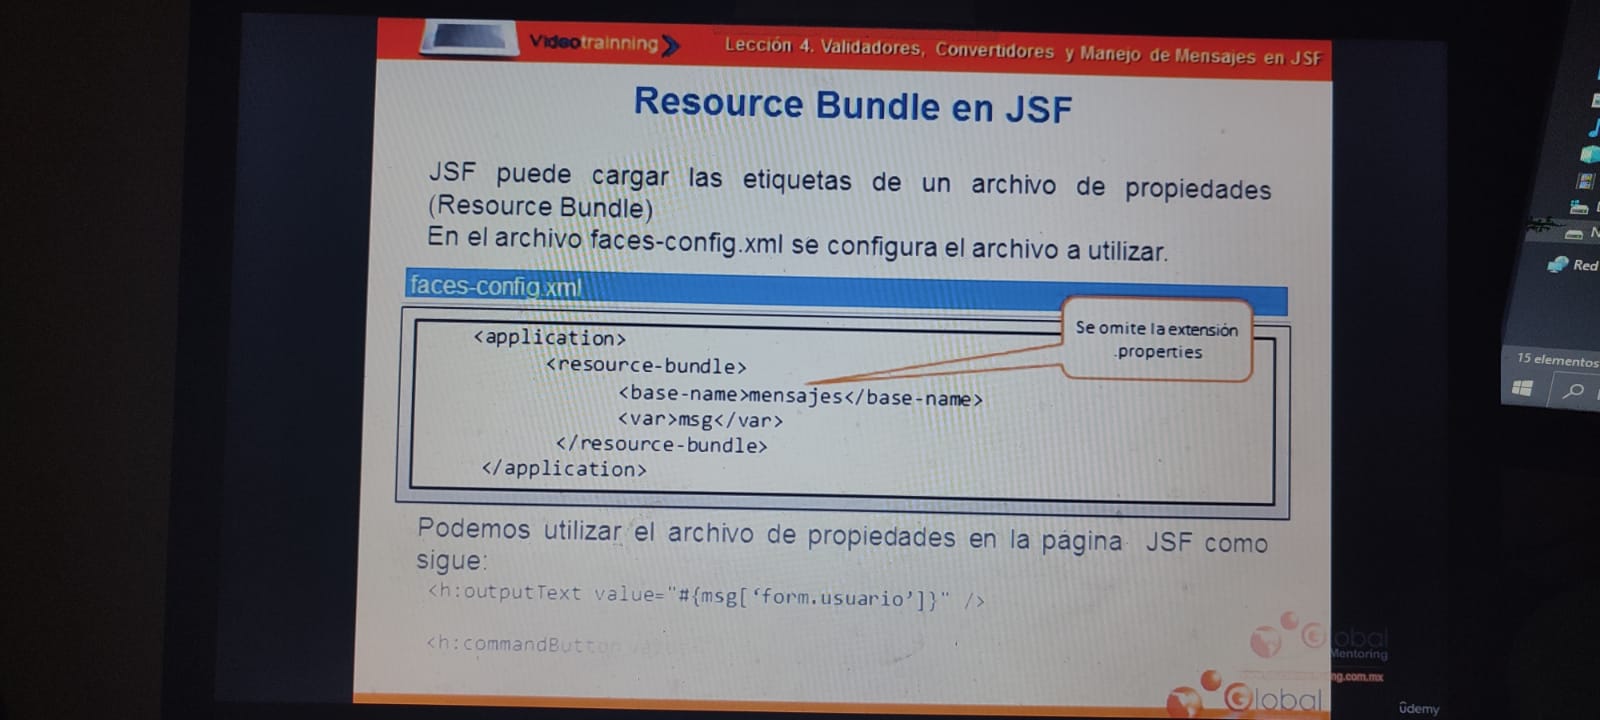 Videotrainning
Lección 4. Validadores, Convertidores y Manejo de Mensajes en JSF
Resource Bundle en JSF
JSF puede cargar las etiquetas de un archivo de propiedades
(Resource Bundle)
En el archivo faces-config.xml se configura el archivo a utilizar.
faces-config.xml
Se omite la extensión
.properties
<application>
<resource-bundle>
<base-name>mensajes</base-name>
<var>msg</var>
</resource-bundle>
</application>
Podemos utilizar el archivo de propiedades en la página JSF como
sigue:
<h:outputText value="#{msg[‘form.usuario’]}" />
<h:commandButton
Global
Mentoring
ng.com.mx
Global
ûdemy
Red
15 elementos